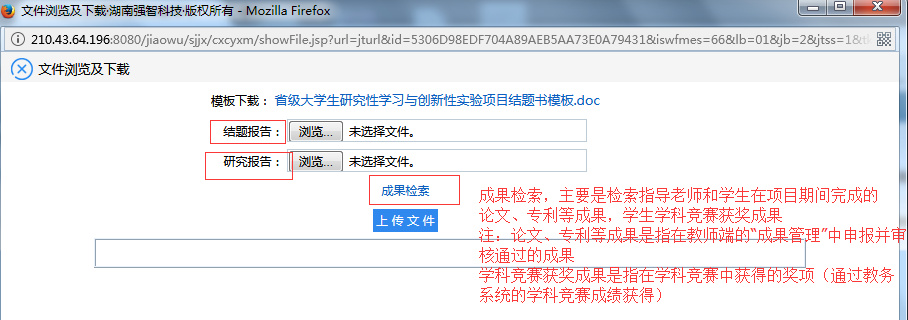 文件浏览及下载·湖南强智科技·版权所有 - Mozilla Firefox
210.43.64.196:8080/jiaowu/sjjx/cxcyxm/showFile.jsp?url=jturl&id=5306D98EDF704A89AEB5AA73E0A79431&iswfmes=66&lb=01&jb=2&jtss=1&
文件浏览及下载
模板下载： 省级大学生研究性学习与创新性实验项目结题书模板.doc
结题报告： 浏览... 未选择文件。
研究报告： 浏览... 未选择文件。
成果检索
上传文件
成果检索，主要是检索指导老师和学生在项目期间完成的
论文、专利等成果，学生学科竞赛获奖成果
注：论文、专利等成果是指在教师端的“成果管理”中申报并审
核通过的成果
学科竞赛获奖成果是指在学科竞赛中获得的奖项（通过教务
系统的学科竞赛成绩获得）